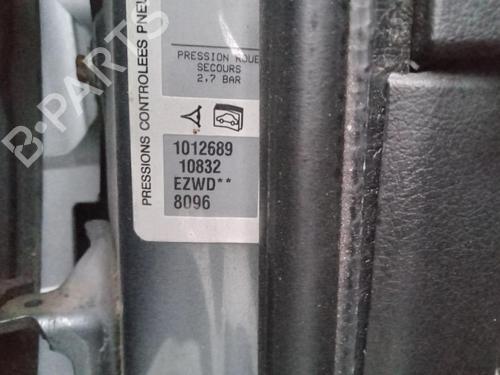 PRESSION ROUE
SECOURS
2,7 BAR
PRESSIONS CONTROLEES PNEU
1012689
10832
EZWD**
8096
B-PARTS